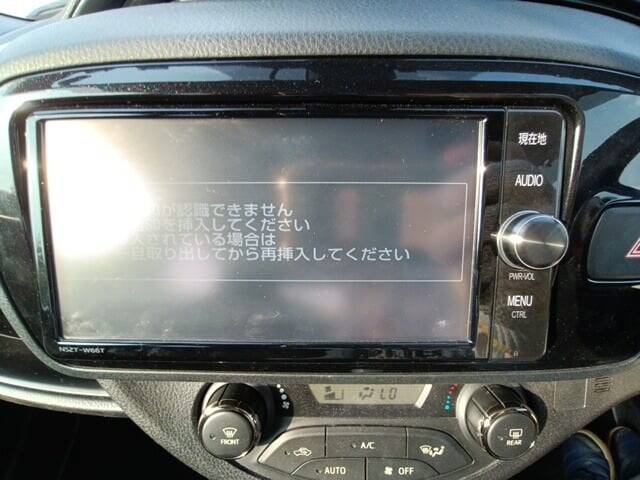 現在地
AUDIO
が認識できません
を挿入してください
されている場合は
旦取り出してから再挿入してください
PWR-VOL
MENU
CTRL
NSZT-W66T
LO
FRONT
A/C
REAR
AUTO
OFF